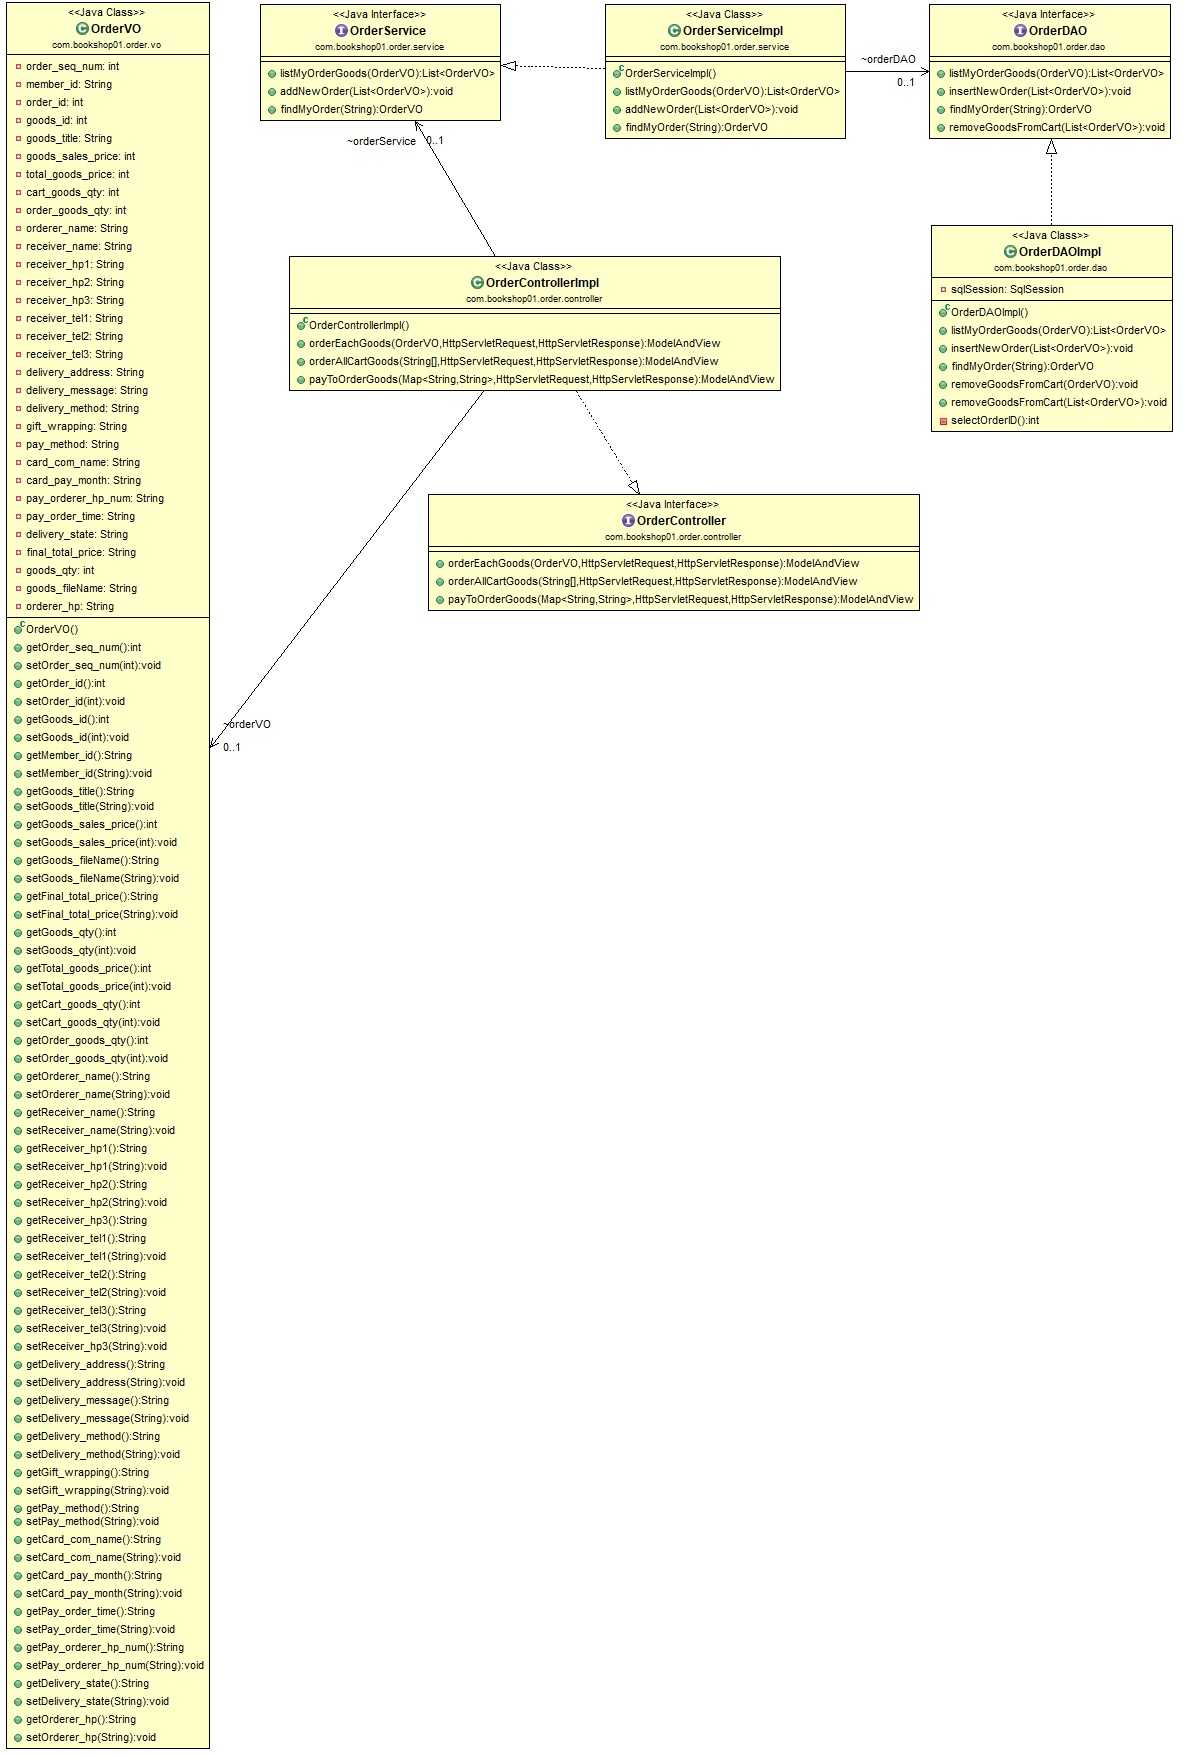 <<Java Class>>
OrderVO
com.bookshop01.order.vo
order_seq_num: int
member_id: String
order_id: int
goods_id: int
goods_title: String
goods_sales_price: int
total_goods_price: int
cart_goods_qty: int
order_goods_qty: int
orderer_name: String
receiver_name: String
receiver_hp1: String
receiver_hp2: String
receiver_hp3: String
receiver_tel1: String
receiver_tel2: String
receiver_tel3: String
delivery_address: String
delivery_message: String
delivery_method: String
gift_wrapping: String
pay_method: String
card_com_name: String
card_pay_month: String
pay_orderer_hp_num: String
pay_order_time: String
delivery_state: String
final_total_price: String
goods_qty: int
goods_fileName: String
orderer_hp: String
OrderVO()
getOrder_seq_num():int
setOrder_seq_num(int):void
getOrder_id():int
setOrder_id(int):void
getGoods_id():int
setGoods_id(int):void
getMember_id():String
setMember_id(String):void
getGoods_title():String
setGoods_title(String):void
getGoods_sales_price():int
setGoods_sales_price(int):void
getGoods_fileName():String
setGoods_fileName(String):void
getFinal_total_price():String
setFinal_total_price(String):void
getGoods_qty():int
setGoods_qty(int):void
getTotal_goods_price():int
setTotal_goods_price(int):void
getCart_goods_qty():int
setCart_goods_qty(int):void
getOrder_goods_qty():int
setOrder_goods_qty(int):void
getOrderer_name():String
setOrderer_name(String):void
getReceiver_name():String
setReceiver_name(String):void
getReceiver_hp1():String
setReceiver_hp1(String):void
getReceiver_hp2():String
setReceiver_hp2(String):void
getReceiver_hp3():String
getReceiver_tel1():String
setReceiver_tel1(String):void
getReceiver_tel2():String
setReceiver_tel2(String):void
getReceiver_tel3():String
setReceiver_tel3(String):void
setReceiver_hp3(String):void
getDelivery_address():String
setDelivery_address(String):void
getDelivery_message():String
setDelivery_message(String):void
getDelivery_method():String
setDelivery_method(String):void
getGift_wrapping():String
setGift_wrapping(String):void
getPay_method():String
setPay_method(String):void
getCard_com_name():String
setCard_com_name(String):void
getCard_pay_month():String
setCard_pay_month(String):void
getPay_order_time():String
setPay_order_time(String):void
getPay_orderer_hp_num():String
setPay_orderer_hp_num(String):void
getDelivery_state():String
setDelivery_state(String):void
getOrderer_hp():String
setOrderer_hp(String):void
<<Java Interface>>
OrderService
com.bookshop01.order.service
listMyOrderGoods(OrderVO):List<OrderVO>
addNewOrder(List<OrderVO>):void
findMyOrder(String):OrderVO
<<Java Class>>
OrderServiceImpl
com.bookshop01.order.service
OrderServiceImpl()
listMyOrderGoods(OrderVO):List<OrderVO>
addNewOrder(List<OrderVO>):void
findMyOrder(String):OrderVO
~orderDAO
0..1
<<Java Interface>>
OrderDAO
com.bookshop01.order.dao
listMyOrderGoods(OrderVO):List<OrderVO>
insertNewOrder(List<OrderVO>):void
findMyOrder(String):OrderVO
removeGoodsFromCart(List<OrderVO>):void
~orderService
0..1
<<Java Class>>
OrderDAOImpl
com.bookshop01.order.dao
sqlSession: SqlSession
OrderDAOImpl()
listMyOrderGoods(OrderVO):List<OrderVO>
insertNewOrder(List<OrderVO>):void
findMyOrder(String):OrderVO
removeGoodsFromCart(OrderVO):void
removeGoodsFromCart(List<OrderVO>):void
selectOrderID():int
<<Java Class>>
OrderControllerImpl
com.bookshop01.order.controller
OrderControllerImpl()
orderEachGoods(OrderVO,HttpServletRequest,HttpServletResponse):ModelAndView
orderAllCartGoods(String[],HttpServletRequest,HttpServletResponse):ModelAndView
payToOrderGoods(Map<String,String>,HttpServletRequest,HttpServletResponse):ModelAndView
<<Java Interface>>
OrderController
com.bookshop01.order.controller
orderEachGoods(OrderVO,HttpServletRequest,HttpServletResponse):ModelAndView
orderAllCartGoods(String[],HttpServletRequest,HttpServletResponse):ModelAndView
payToOrderGoods(Map<String,String>,HttpServletRequest,HttpServletResponse):ModelAndView
~orderVO
0..1